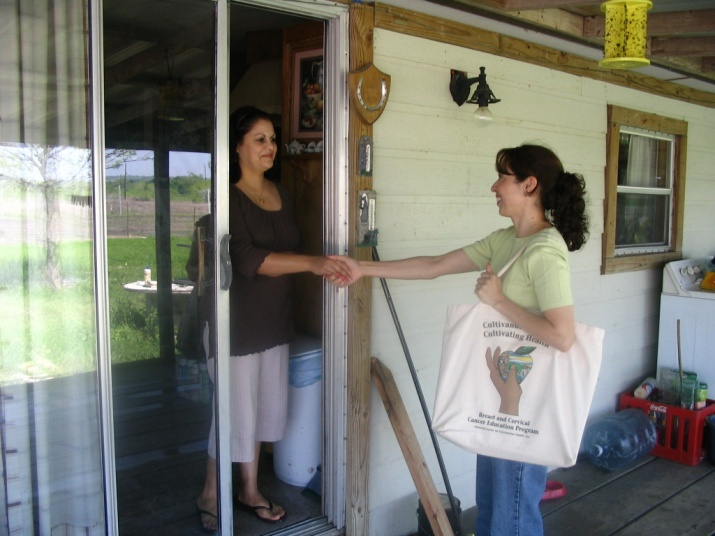 Cultivando
Cultivating Health
Breast and Cervical
Cancer Education Program